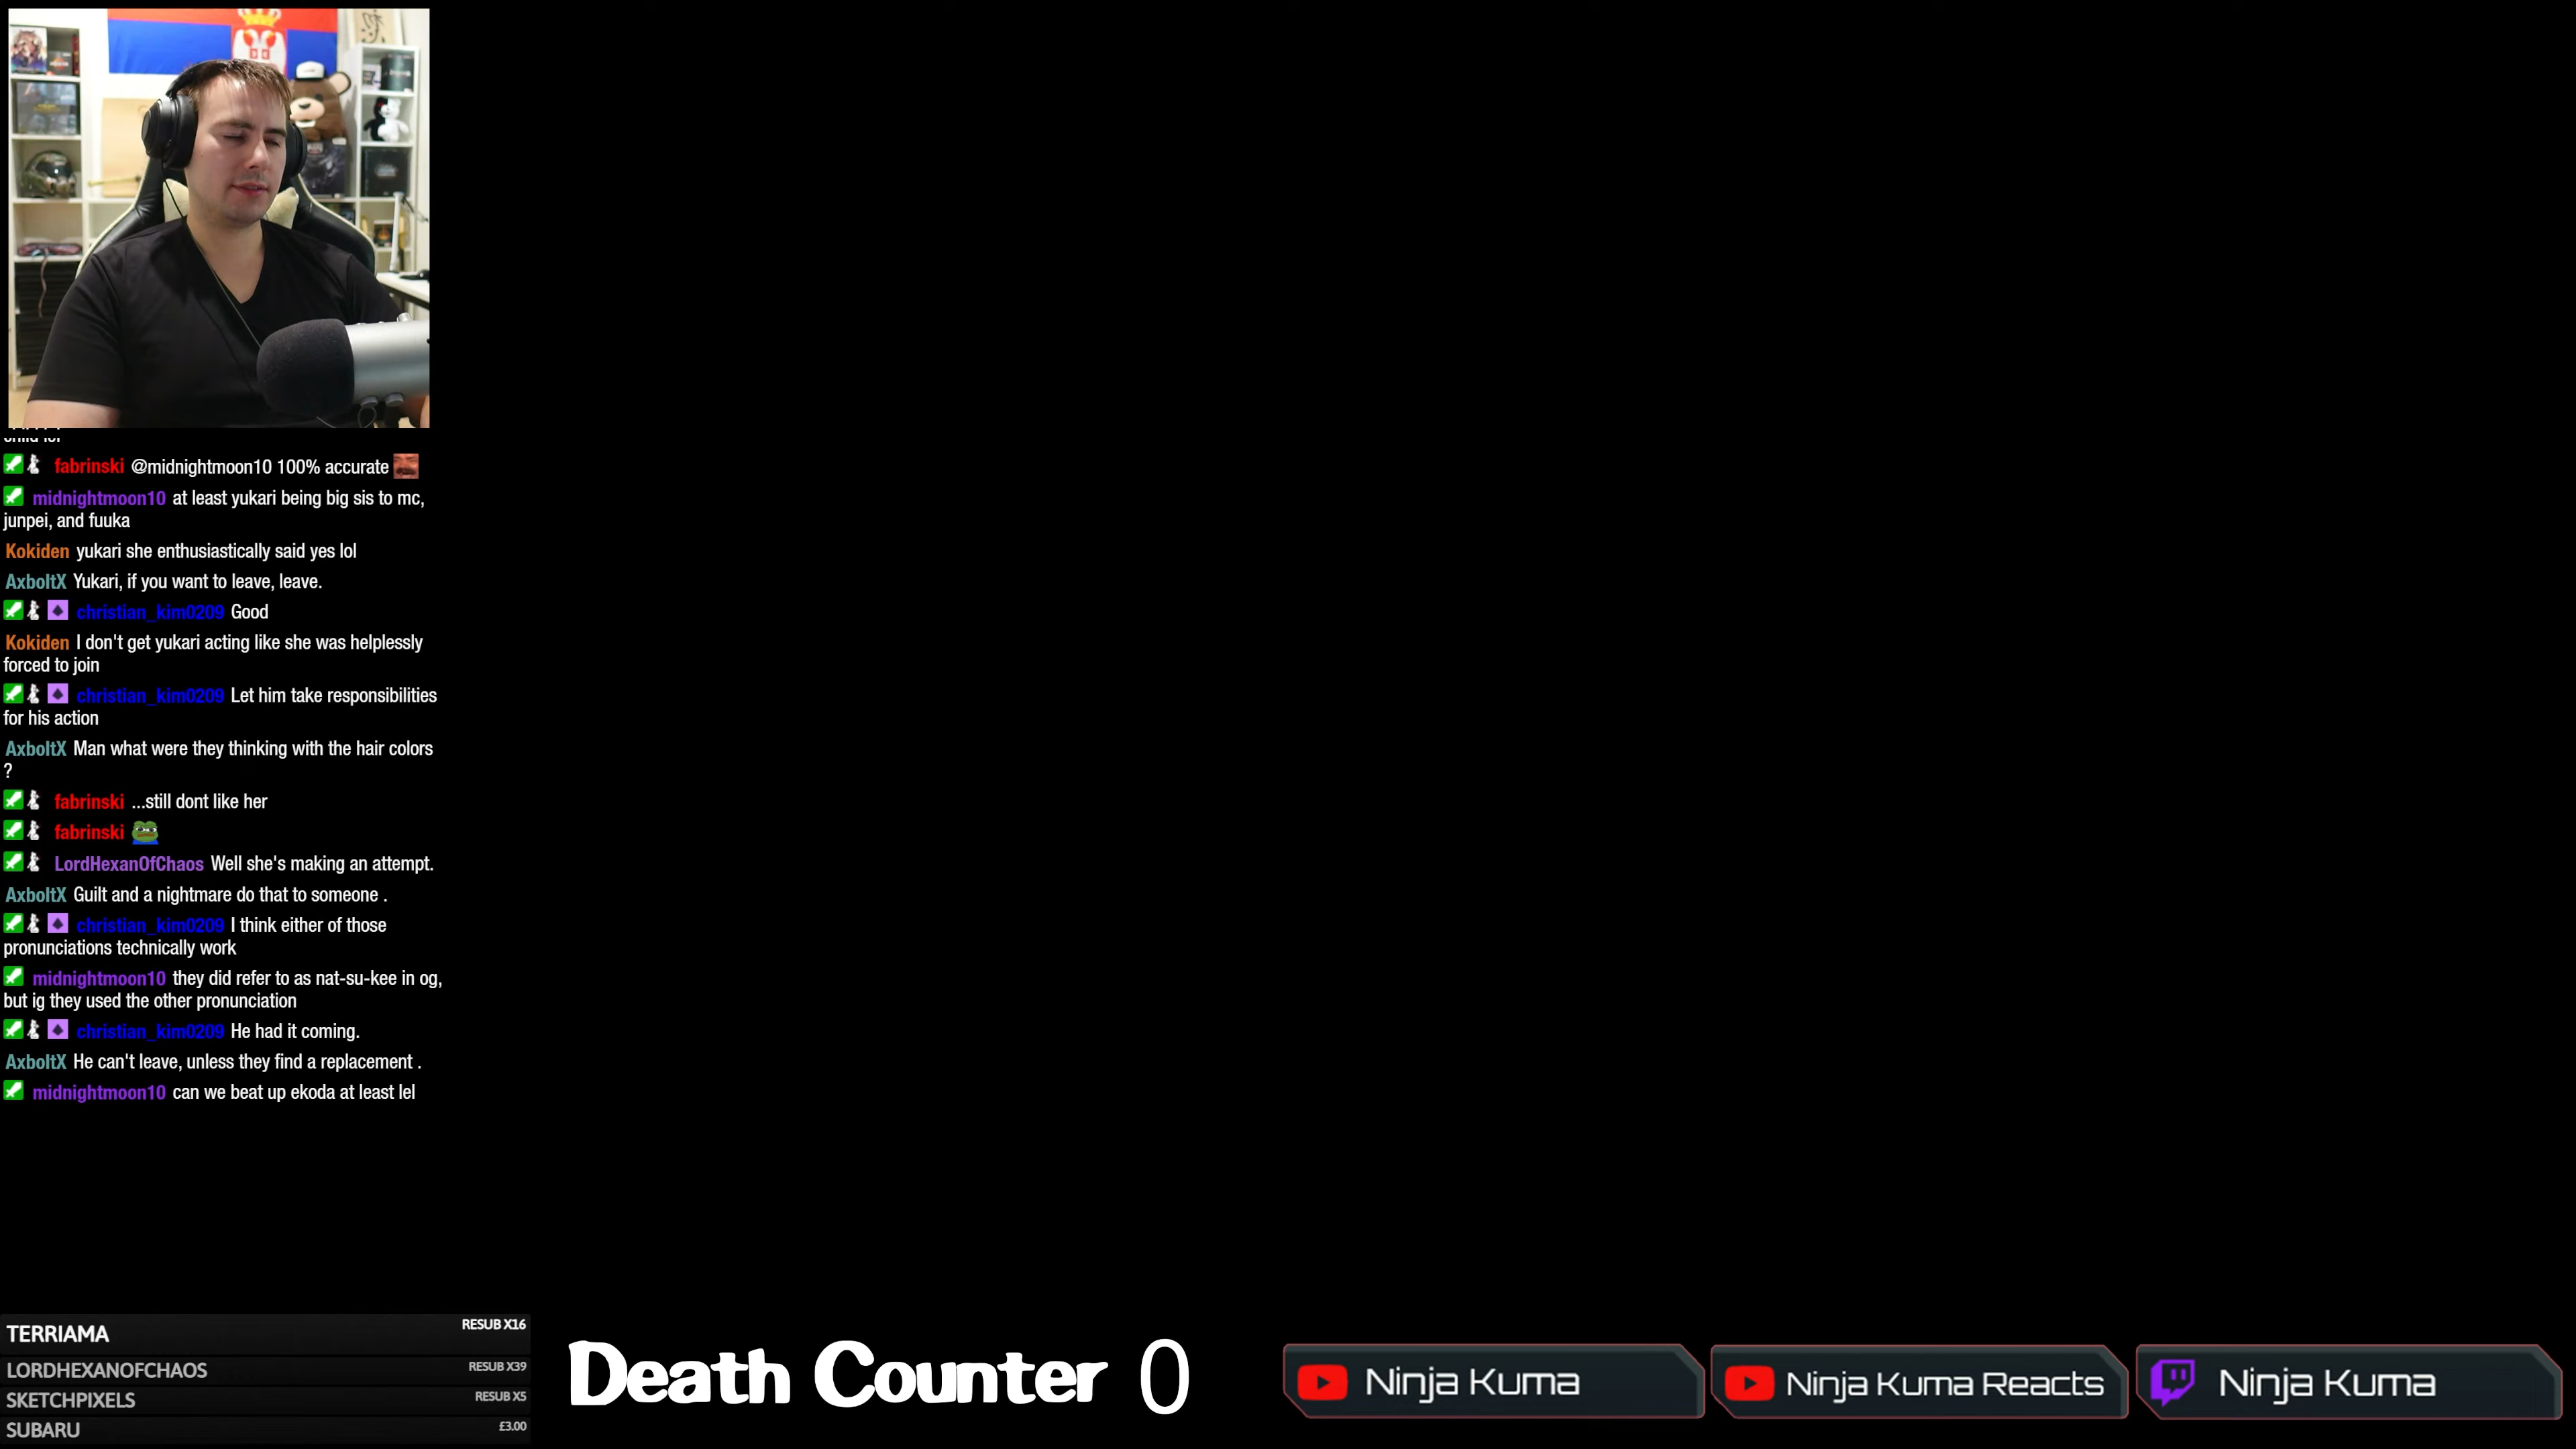 fabrinski @midnightmoon10 100% accurate
midnightmoon10 at least yukari being big sis to mc,
junpei, and fuuka
Kokiden yukari she enthusiastically said yes lol
AxboltX Yukari, if you want to leave, leave.
christian_kim0209 Good
Kokiden I don't get yukari acting like she was helplessly
forced to join
christian_kim0209 Let him take responsibilities
for his action
AxboltX Man what were they thinking with the hair colors
?
fabrinski ...still dont like her
fabrinski
LordHexanOfChaos Well she's making an attempt.
AxboltX Guilt and a nightmare do that to someone .
christian_kim0209 I think either of those
pronunciations technically work
midnightmoon10 they did refer to as nat-su-kee in og,
but ig they used the other pronunciation
christian_kim0209 He had it coming.
AxboltX He can't leave, unless they find a replacement .
midnightmoon10 can we beat up ekoda at least lel
TERRIAMA RESUB X16
LORDHEXANOFCHAOS RESUB X39
SKETCHPIXELS RESUB X5
SUBARU £3.00
Death Counter 0
Ninja Kuma
Ninja Kuma Reacts
Ninja Kuma